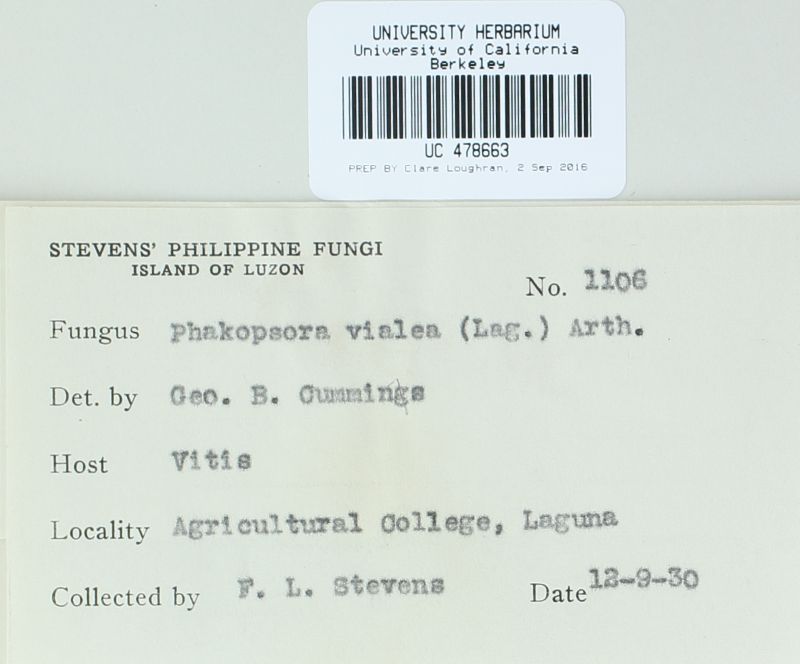 UNIVERSITY HERBARIUM
University of California
Berkeley
UC 478663
PREP BY Clare Loughran, 2 Sep 2016
STEVENS' PHILIPPINE FUNGI
ISLAND OF LUZON
No. 1106
Fungus Phakopsora vialea (Lag.) Arth.
Det. by Geo. B. Cummings
Host Vitis
Locality Agricultural College, Laguna
Collected by F. L. Stevens Date 12-9-30